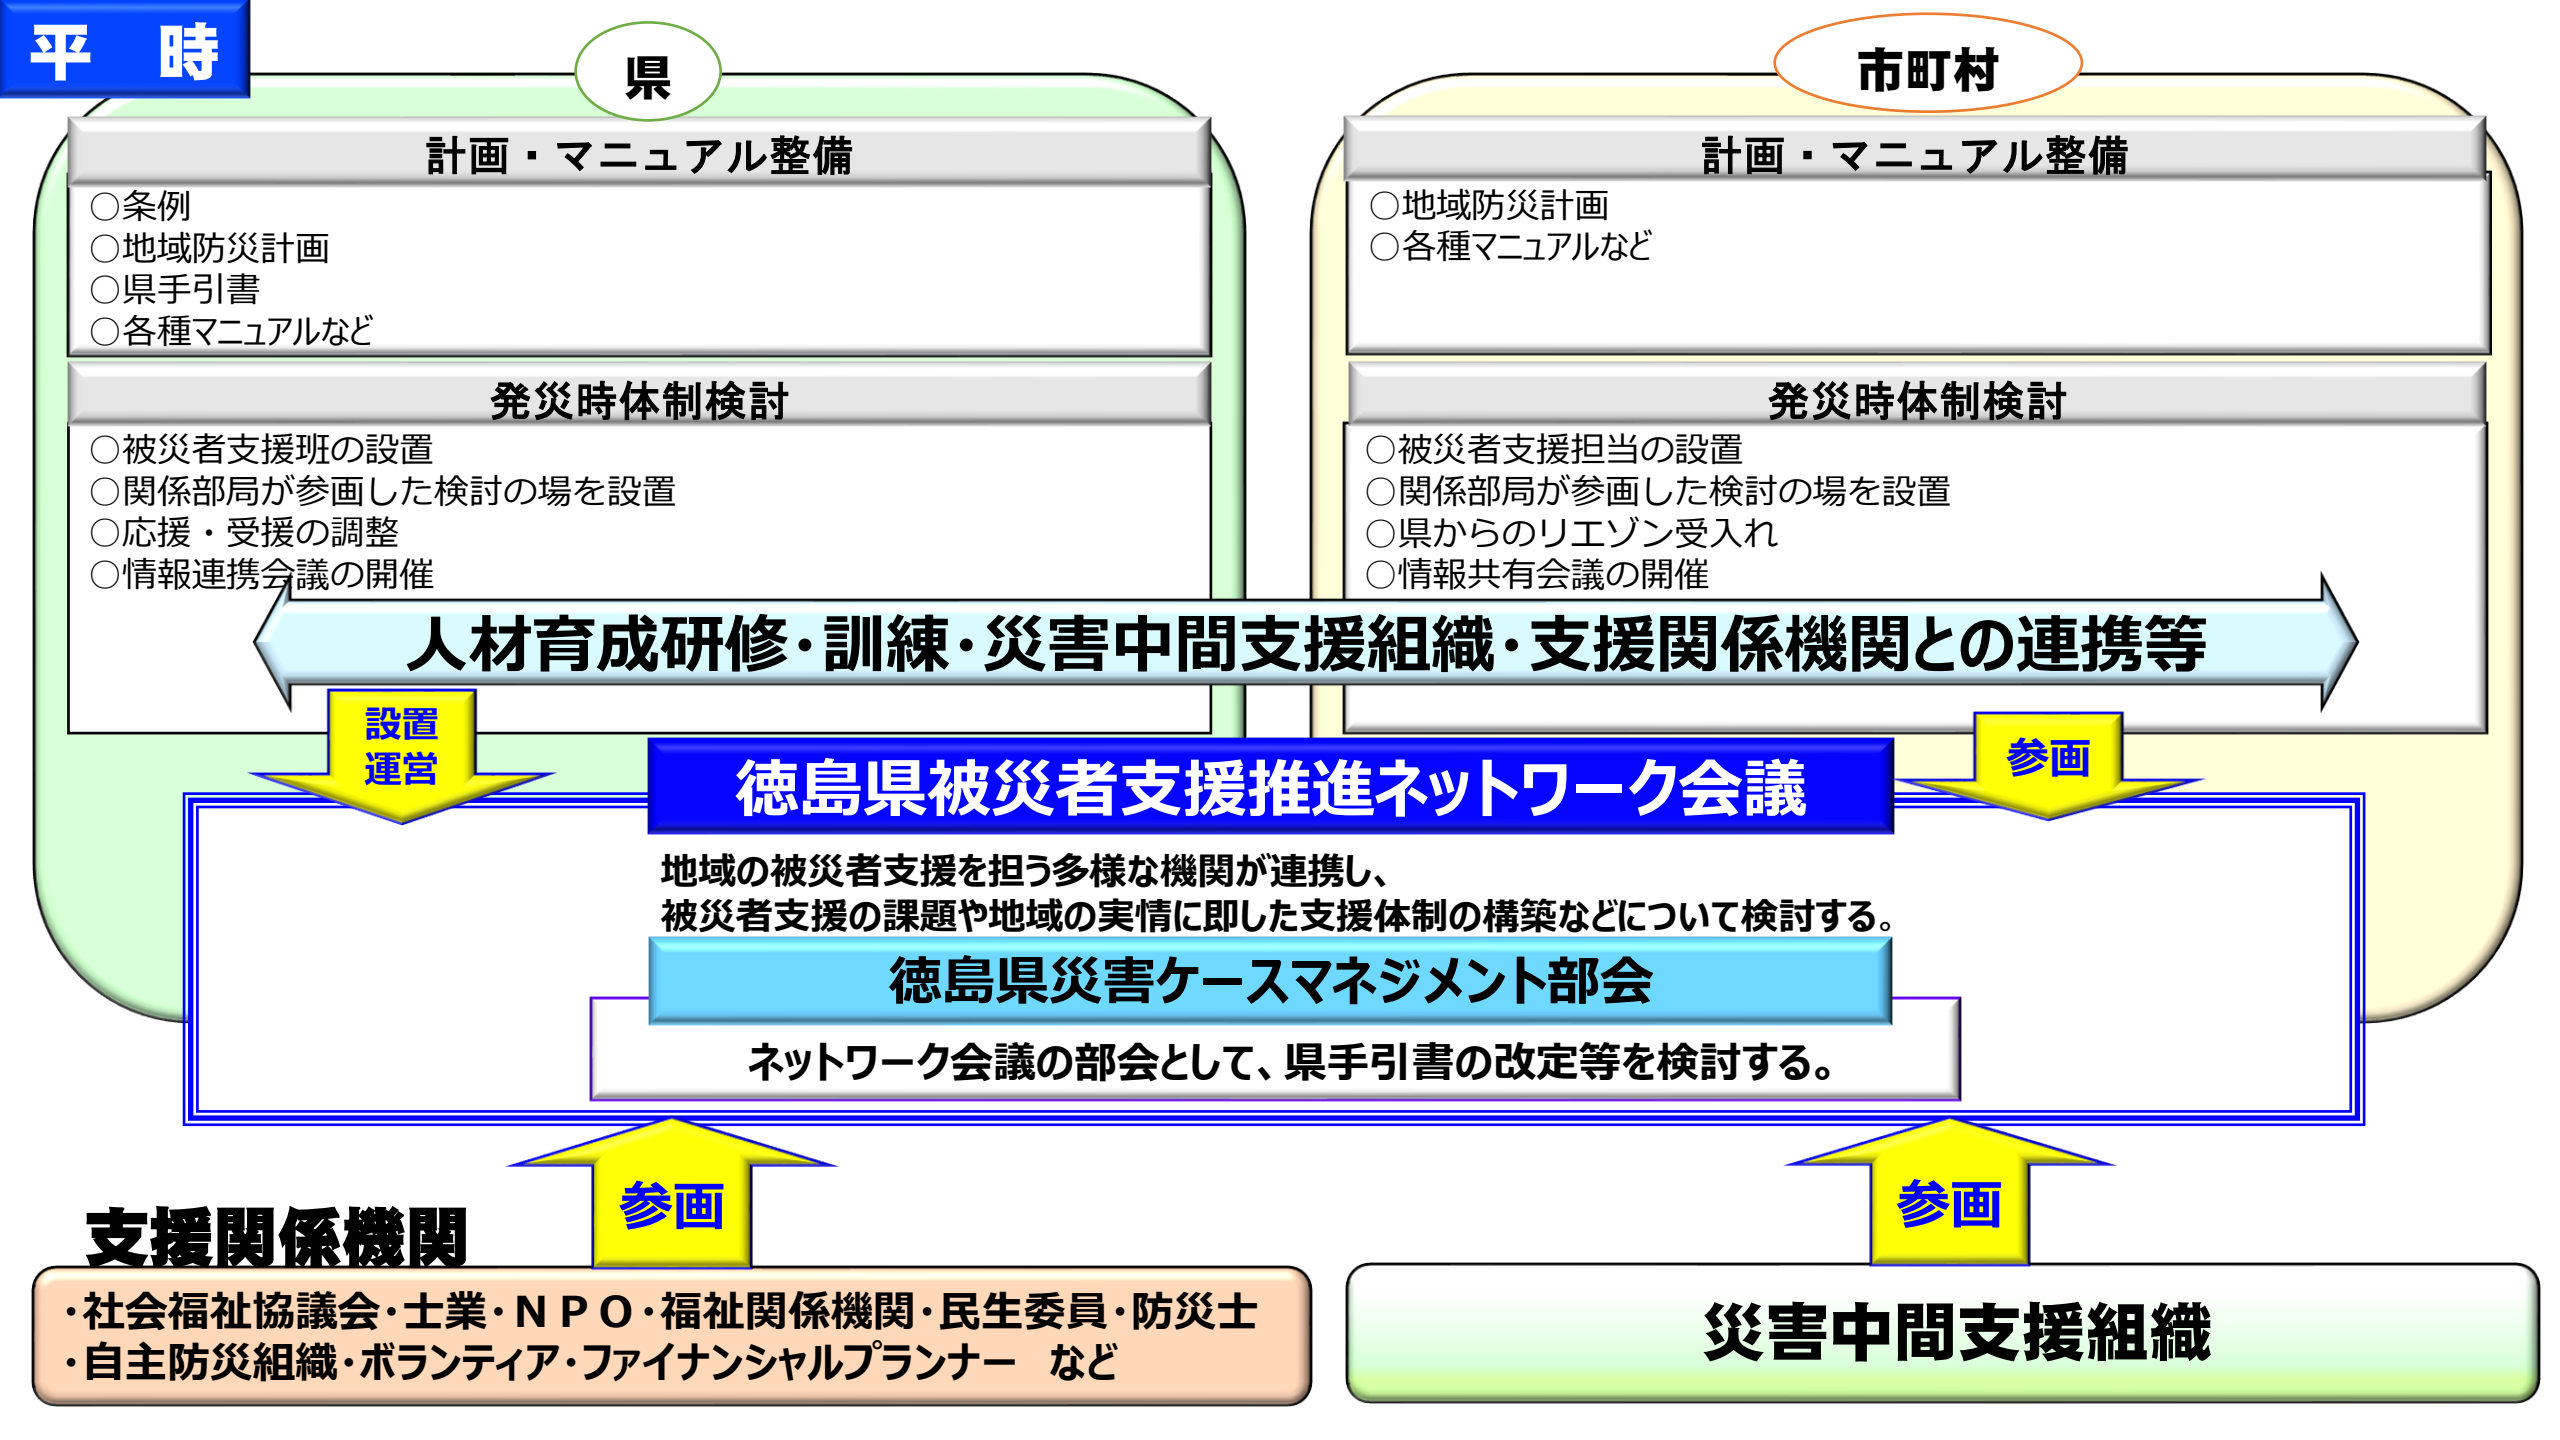 平　時
県
計画・マニュアル整備
○条例
○地域防災計画
○県手引書
○各種マニュアルなど
発災時体制検討
○被災者支援班の設置
○関係部局が参画した検討の場を設置
○応援・受援の調整
○情報連携会議の開催
市町村
計画・マニュアル整備
○地域防災計画
○各種マニュアルなど
発災時体制検討
○被災者支援担当の設置
○関係部局が参画した検討の場を設置
○県からのリエゾン受入れ
○情報共有会議の開催
人材育成研修・訓練・災害中間支援組織・支援関係機関との連携等
設置
運営
参画
徳島県被災者支援推進ネットワーク会議
地域の被災者支援を担う多様な機関が連携し、
被災者支援の課題や地域の実情に即した支援体制の構築などについて検討する。
徳島県災害ケースマネジメント部会
ネットワーク会議の部会として、県手引書の改定等を検討する。
参画
参画
支援関係機関
・社会福祉協議会・士業・ＮＰＯ・福祉関係機関・民生委員・防災士
・自主防災組織・ボランティア・ファイナンシャルプランナー　など
災害中間支援組織